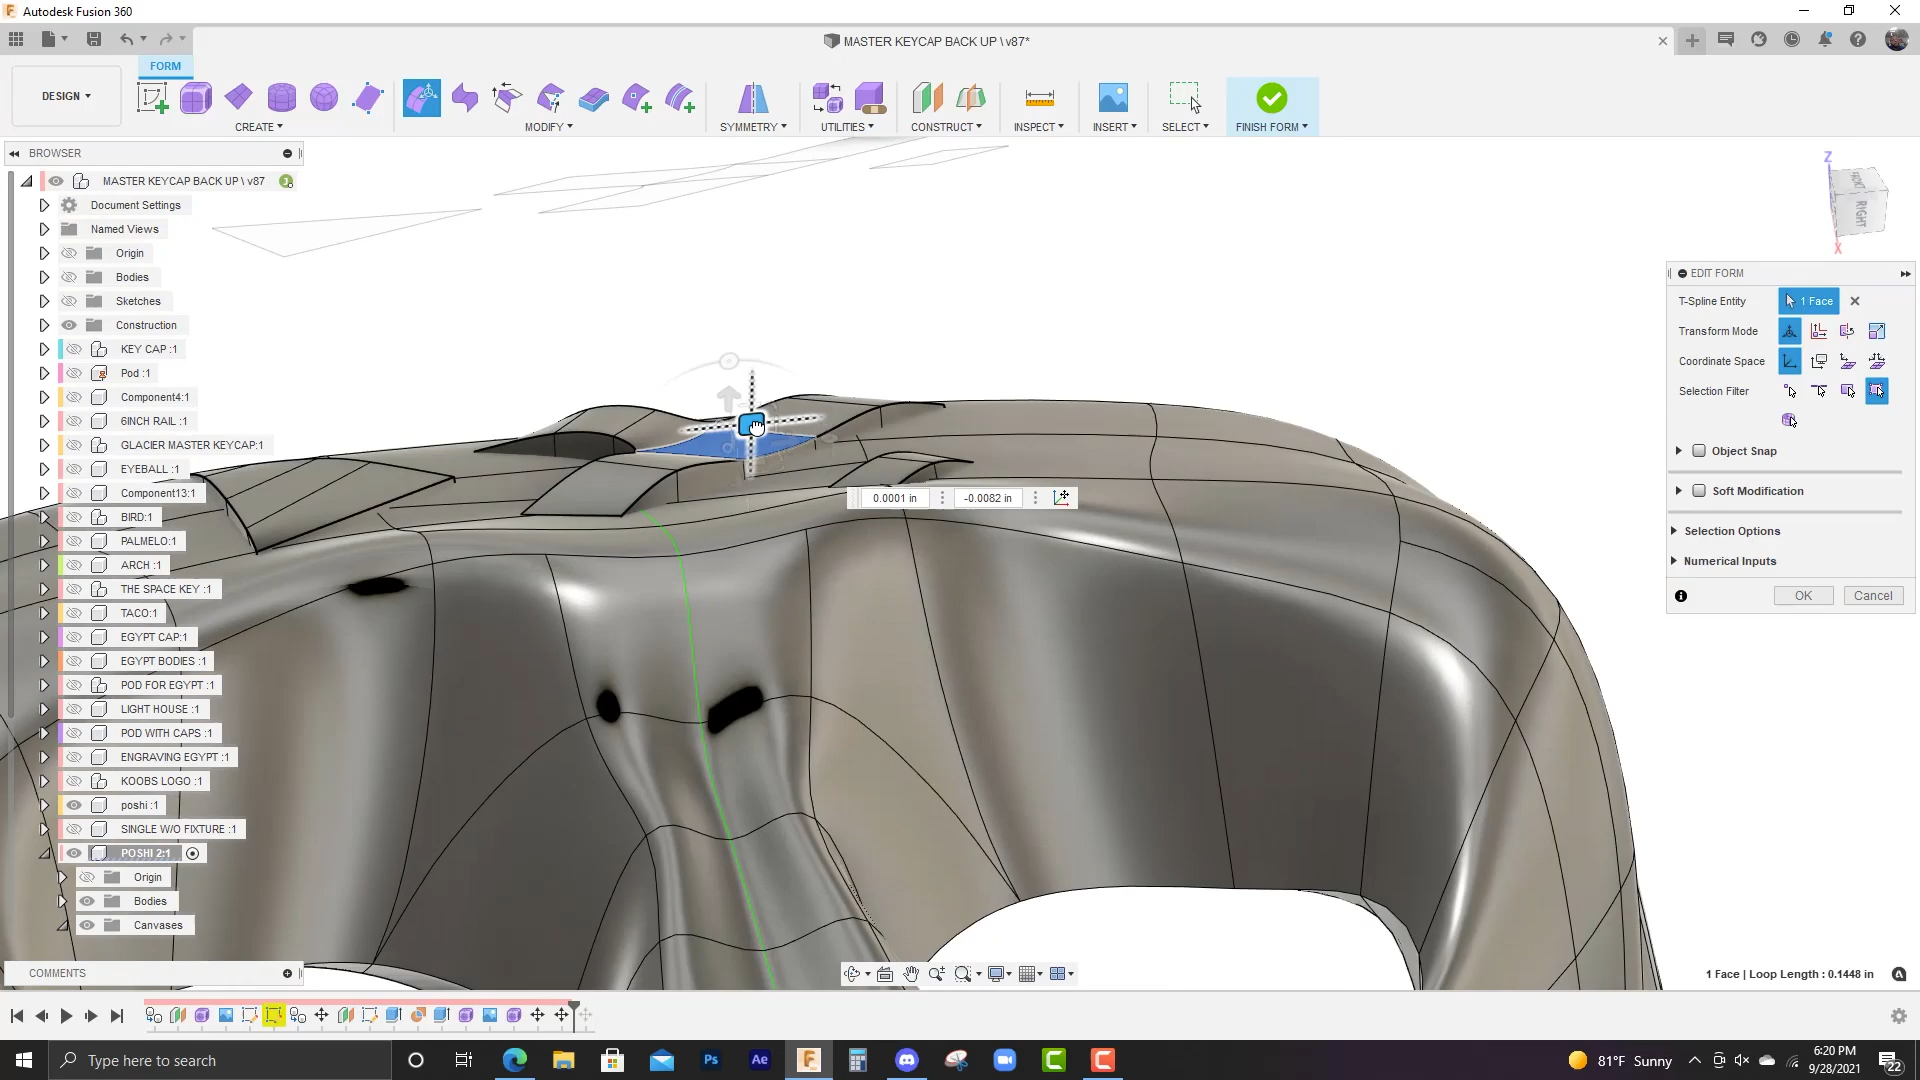 Autodesk Fusion 360
MASTER KEYCAP BACK UP \ v87*
FORM
DESIGN
CREATE
MODIFY
SYMMETRY
UTILITIES
CONSTRUCT
INSPECT
INSERT
SELECT
FINISH FORM
BROWSER
MASTER KEYCAP BACK UP \ v87
Document Settings
Named Views
Origin
Bodies
Sketches
Construction
KEY CAP :1
Pod :1
Component4:1
6INCH RAIL :1
GLACIER MASTER KEYCAP:1
EYEBALL :1
Component13:1
BIRD:1
PALMELO:1
ARCH :1
THE SPACE KEY :1
TACO:1
EGYPT CAP:1
EGYPT BODIES :1
POD FOR EGYPT :1
LIGHT HOUSE :1
POD WITH CAPS :1
ENGRAVING EGYPT :1
KOOBS LOGO :1
poshi :1
SINGLE W/O FIXTURE :1
POSHI 2:1
Origin
Bodies
Canvases
COMMENTS
0.0001 in
-0.0082 in
Z
FRONT
RIGHT
X
EDIT FORM
T-Spline Entity
1 Face
Transform Mode
Coordinate Space
Selection Filter
Object Snap
Soft Modification
Selection Options
Numerical Inputs
OK
Cancel
1 Face | Loop Length : 0.1448 in
Type here to search
Ps
Ae
81°F Sunny
6:20 PM
9/28/2021
22